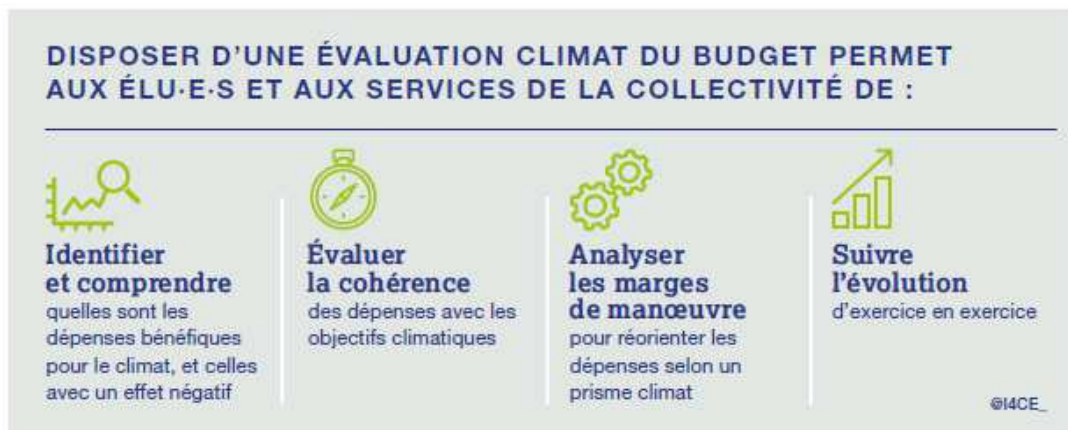 DISPOSER D'UNE ÉVALUATION CLIMAT DU BUDGET PERMET
AUX ÉLU·E·S ET AUX SERVICES DE LA COLLECTIVITÉ DE :
Identifier
et comprendre
quelles sont les
dépenses bénéfiques
pour le climat, et celles
avec un effet négatif
Évaluer
la cohérence
des dépenses avec les
objectifs climatiques
Analyser
les marges
de manœuvre
pour réorienter les
dépenses selon un
prisme climat
Suivre
l'évolution
d'exercice en exercice
@I4CE_